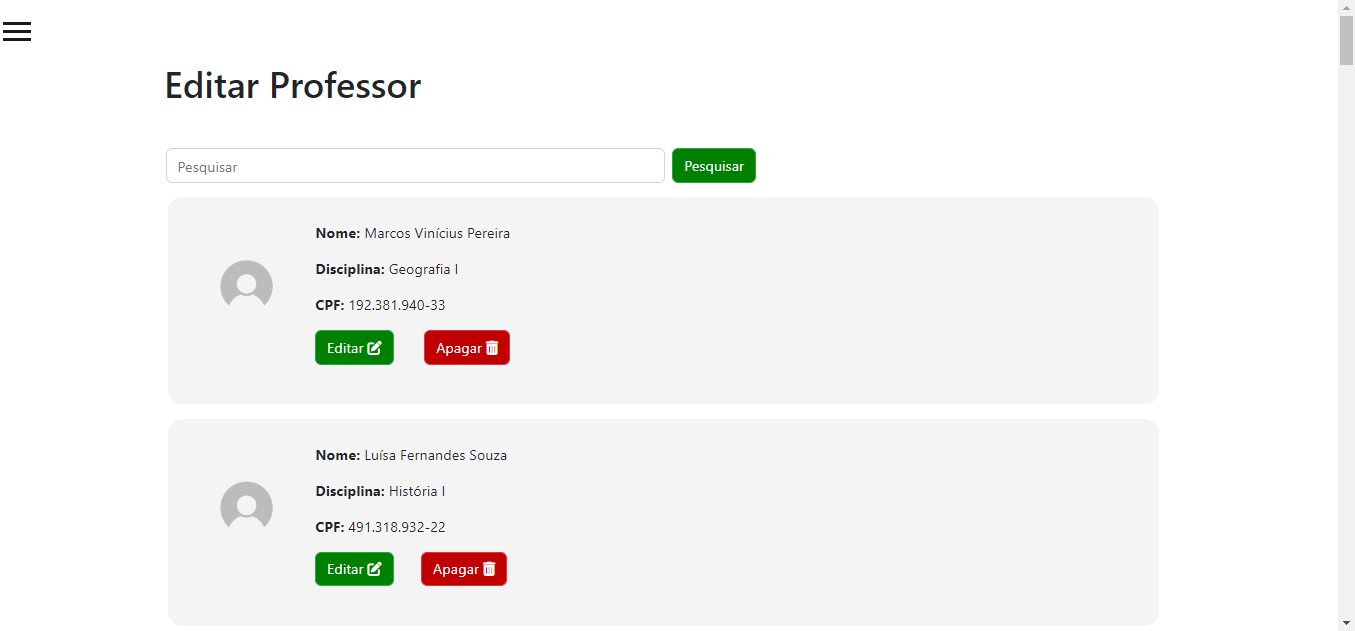 Editar Professor
Pesquisar
Pesquisar
Nome: Marcos Vinícius Pereira
Disciplina: Geografia I
CPF: 192.381.940-33
Editar
Apagar
Nome: Luísa Fernandes Souza
Disciplina: História I
CPF: 491.318.932-22
Editar
Apagar